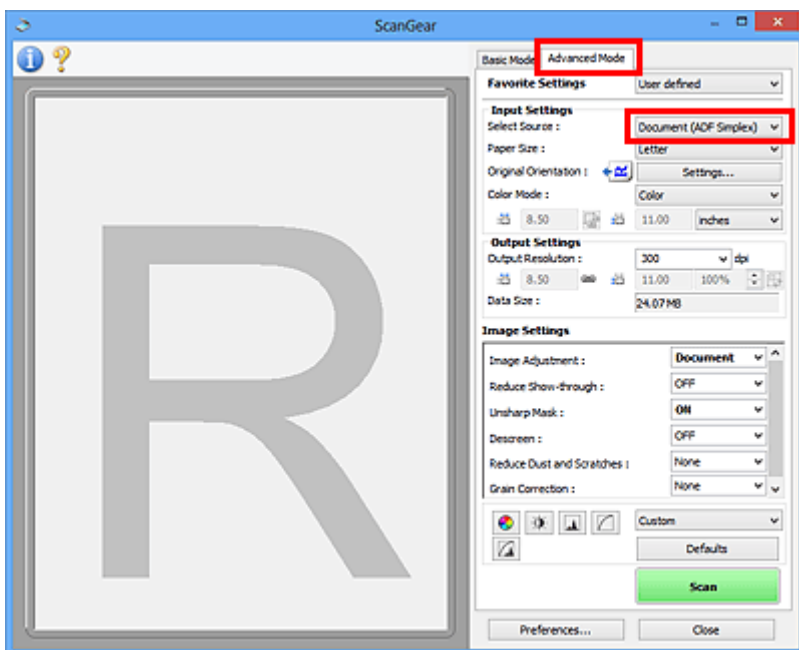 ScanGear
Basic Mode Advanced Mode
Favorite Settings User defined
Input Settings
Select Source : Document (ADF Simplex)
Paper Size : Letter
Original Orientation : Settings...
Color Mode : Color
8.50 11.00 inches
Output Settings
Output Resolution : 300 dpi
8.50 11.00 100%
Data Size : 24.07MB
Image Settings
Image Adjustment : Document
Reduce Show-through : OFF
Unsharp Mask : ON
Descreen : OFF
Reduce Dust and Scratches : None
Grain Correction : None
Custom
Defaults
Scan
Preferences... Close
R